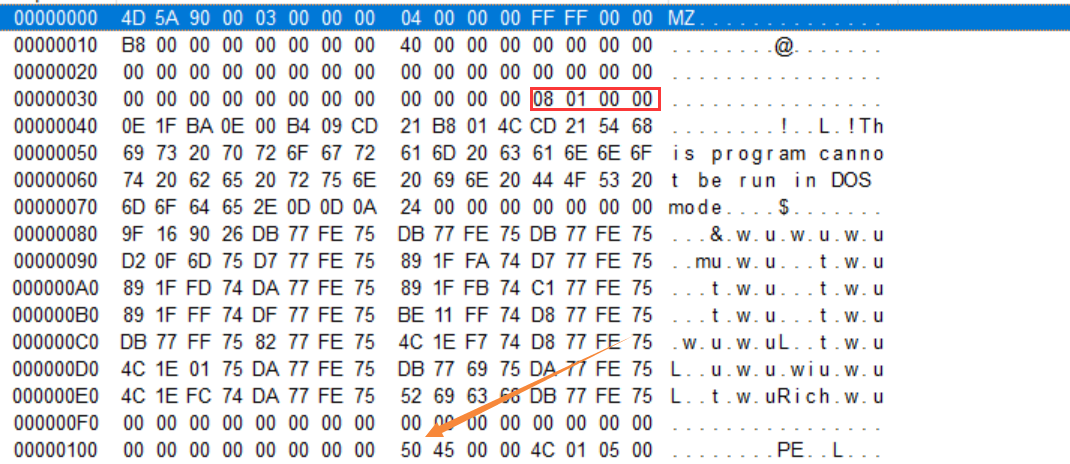 00000000 4D 5A 90 00 03 00 00 00 04 00 00 00 FF FF 00 00 MZ..............
00000010 B8 00 00 00 00 00 00 00 40 00 00 00 00 00 00 00 ........@.......
00000020 00 00 00 00 00 00 00 00 00 00 00 00 00 00 00 00 ................
00000030 00 00 00 00 00 00 00 00 00 00 00 00 08 01 00 00 ................
00000040 0E 1F BA 0E 00 B4 09 CD 21 B8 01 4C CD 21 54 68 ........!..L.!Th
00000050 69 73 20 70 72 6F 67 72 61 6D 20 63 61 6E 6E 6F is program canno
00000060 74 20 62 65 20 72 75 6E 20 69 6E 20 44 4F 53 20 t be run in DOS
00000070 6D 6F 64 65 2E 0D 0D 0A 24 00 00 00 00 00 00 00 mode....$.......
00000080 9F 16 90 26 DB 77 FE 75 DB 77 FE 75 DB 77 FE 75 ...&.w.u.w.u.w.u
00000090 D2 0F 6D 75 D7 77 FE 75 89 1F FA 74 D7 77 FE 75 ..mu.w.u...t.w.u
000000A0 89 1F FD 74 DA 77 FE 75 89 1F FB 74 C1 77 FE 75 ...t.w.u...t.w.u
000000B0 89 1F FF 74 DF 77 FE 75 BE 11 FF 74 D8 77 FE 75 ...t.w.u...t.w.u
000000C0 DB 77 FF 75 82 77 FE 75 4C 1E F7 74 D8 77 FE 75 .w.u.w.uL..t.w.u
000000D0 4C 1E 01 75 DA 77 FE 75 DB 77 69 75 DA 77 FE 75 L..u.w.u.wiu.w.u
000000E0 4C 1E FC 74 DA 77 FE 75 52 69 63 68 DB 77 FE 75 L..t.w.uRich.w.u
000000F0 00 00 00 00 00 00 00 00 00 00 00 00 00 00 00 00 ................
00000100 00 00 00 00 00 00 00 00 50 45 00 00 4C 01 05 00 ........PE..L...